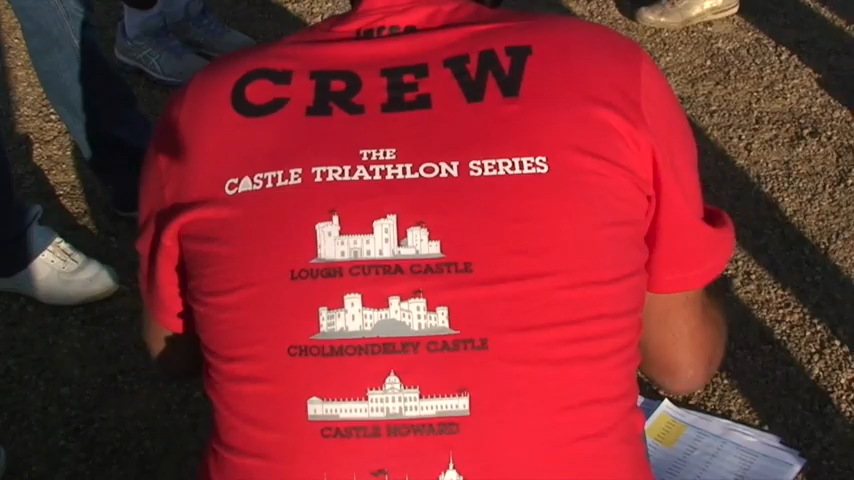 CREW
THE
CASTLE TRIATHLON SERIES
LOUGH CUTRA CASTLE
CHOLMONDELEY CASTLE
CASTLE HOWARD